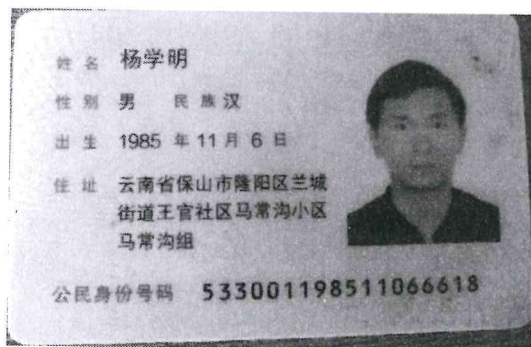 姓名 杨学明
性别 男 民族 汉
出生 1985 年 11 月 6 日
住址 云南省保山市隆阳区兰城
街道王官社区马常沟小区
马常沟组
公民身份号码 533001198511066618